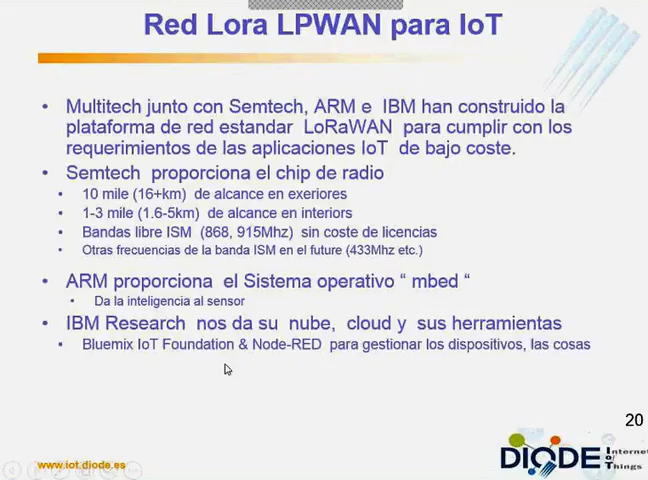 Red Lora LPWAN para IoT
• Multitech junto con Semtech, ARM e IBM han construido la
plataforma de red estandar LoRaWAN para cumplir con los
requerimientos de las aplicaciones IoT de bajo coste.
• Semtech proporciona el chip de radio
• 10 mile (16+km) de alcance en exeriores
• 1-3 mile (1.6-5km) de alcance en interiors
• Bandas libre ISM (868, 915Mhz) sin coste de licencias
• Otras frecuencias de la banda ISM en el future (433Mhz etc.)
• ARM proporciona el Sistema operativo “ mbed “
• Da la inteligencia al sensor
• IBM Research nos da su nube, cloud y sus herramientas
• Bluemix IoT Foundation & Node-RED para gestionar los dispositivos, las cosas
20
www.iot.diode.es
DIODE
Internet
of
Things